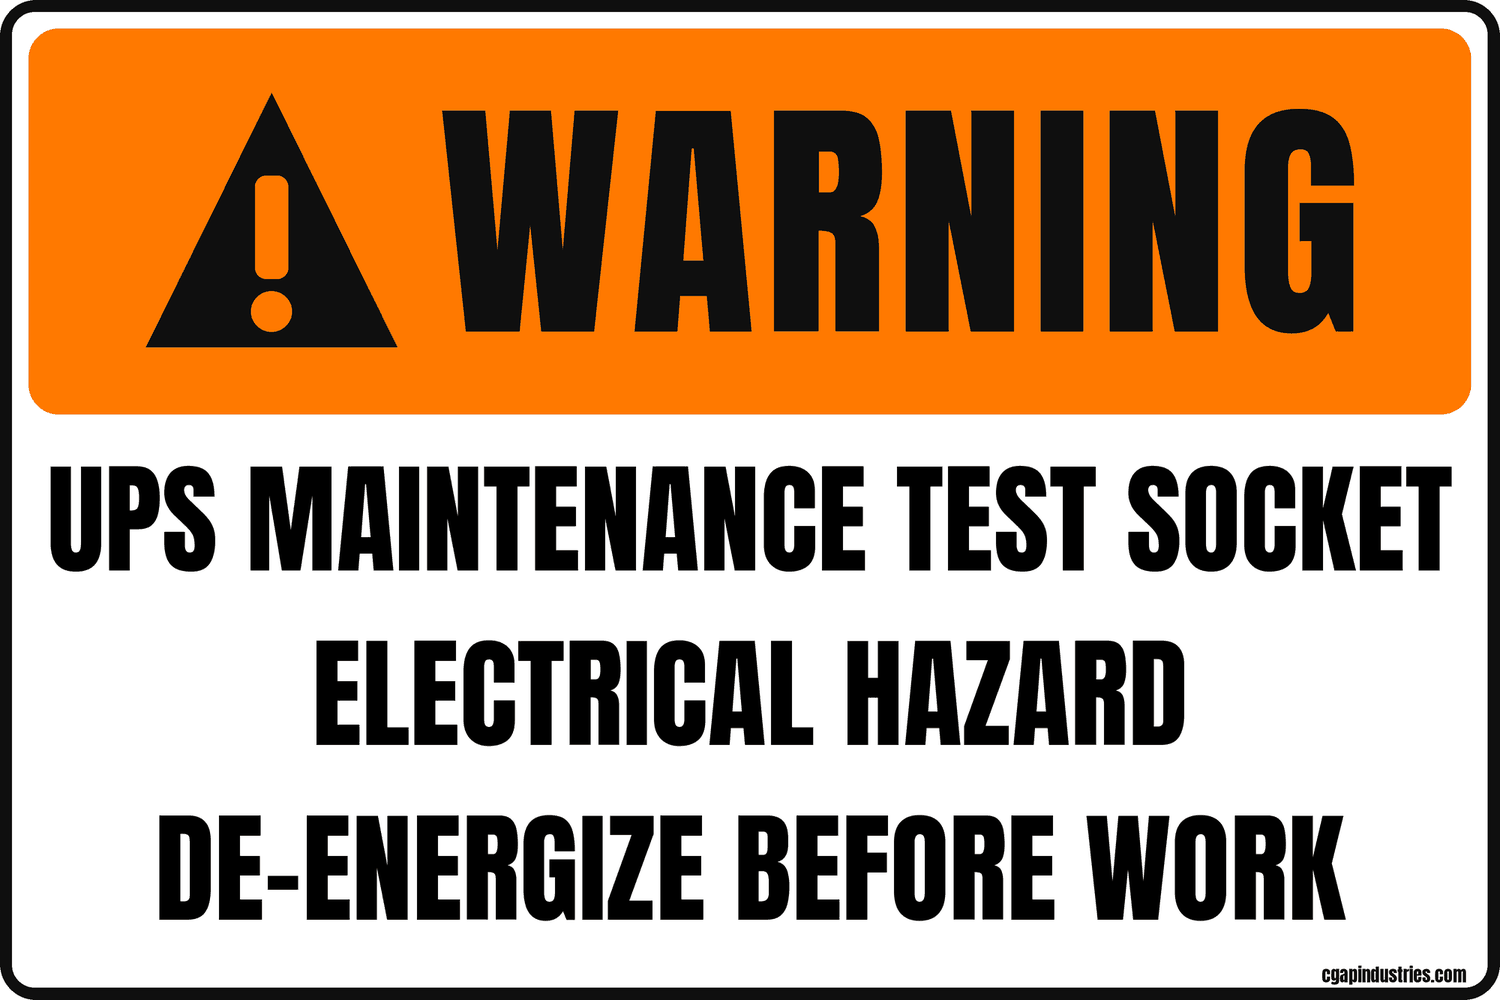 WARNING
UPS MAINTENANCE TEST SOCKET
ELECTRICAL HAZARD
DE-ENERGIZE BEFORE WORK
cgapindustries.com